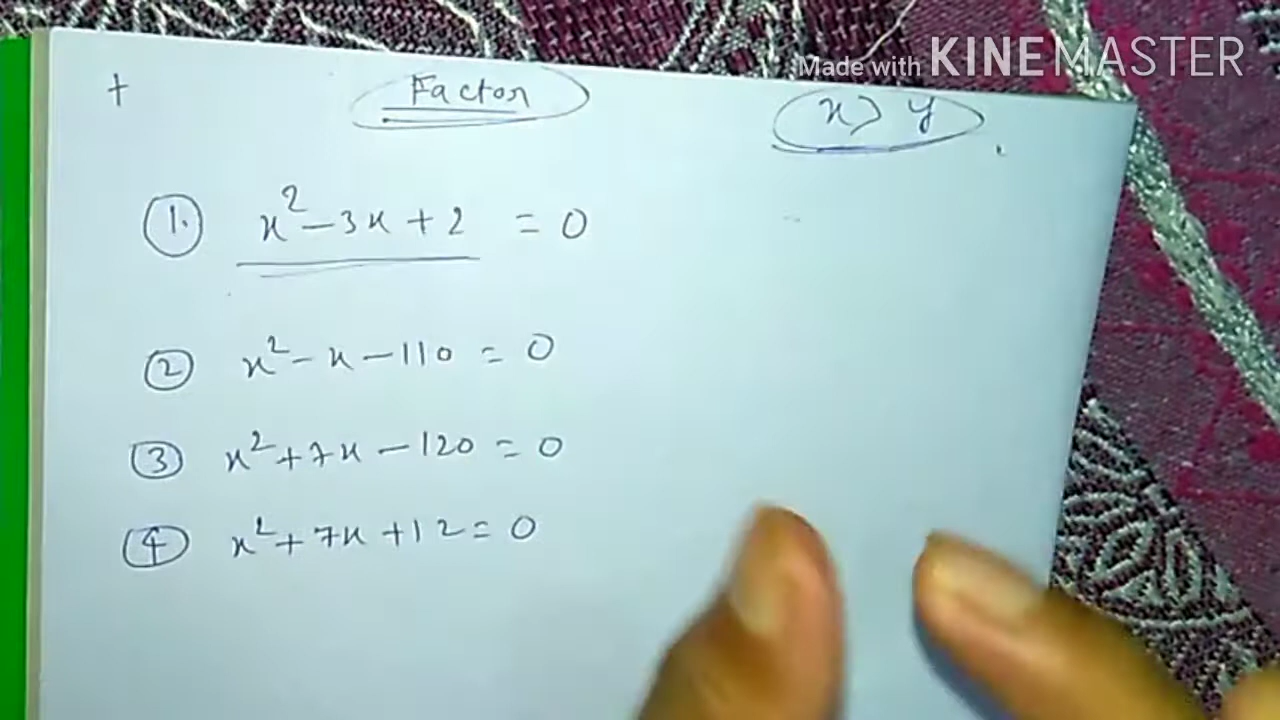 Made with KINEMASTER
+ Factor x > y
1. x² - 3x + 2 = 0
2 x² - x - 110 = 0
3 x² + 7x - 120 = 0
4 x² + 7x + 12 = 0